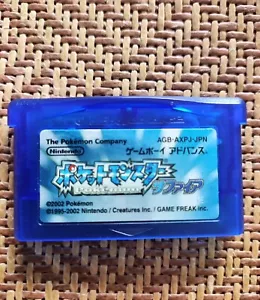 The Pokémon Company
AGB-AXPJ-JPN
Nintendo
ゲームボーイ アドバンス
ポケットモンスター
サファイア
©2002 Pokémon
©1995-2002 Nintendo / Creatures inc. / GAME FREAK inc.